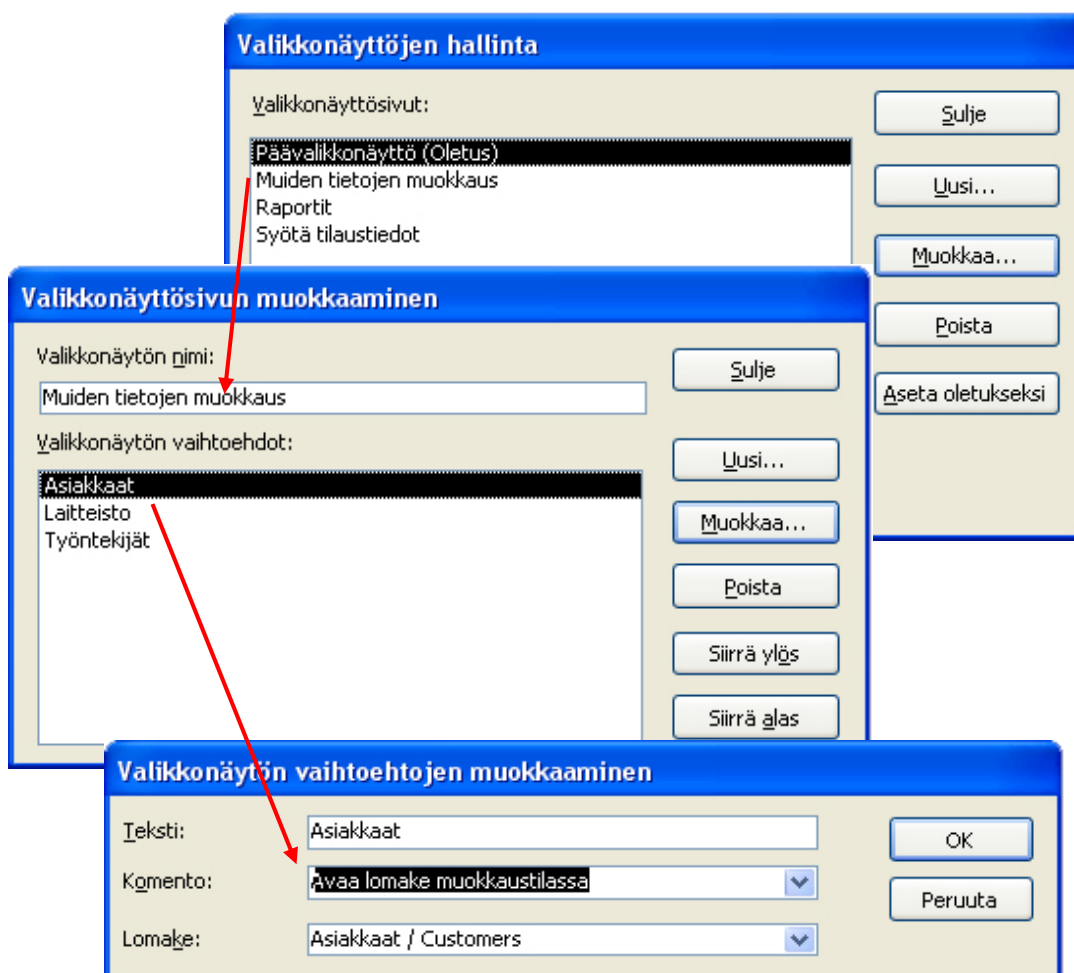 Valikkonäyttöjen hallinta
Valikkonäyttösivut:
Päävalikkonäyttö (Oletus)
Muiden tietojen muokkaus
Raportit
Syötä tilaustiedot
Sulje
Uusi...
Muokkaa...
Poista
Aseta oletukseksi
Valikkonäyttösivun muokkaaminen
Valikkonäytön nimi:
Muiden tietojen muokkaus
Valikkonäytön vaihtoehdot:
Asiakkaat
Laitteisto
Työntekijät
Sulje
Uusi...
Muokkaa...
Poista
Siirrä ylös
Siirrä alas
Valikkonäytön vaihtoehtojen muokkaaminen
Teksti:
Asiakkaat
Komento:
Avaa lomake muokkaustilassa
Lomake:
Asiakkaat / Customers
OK
Peruuta